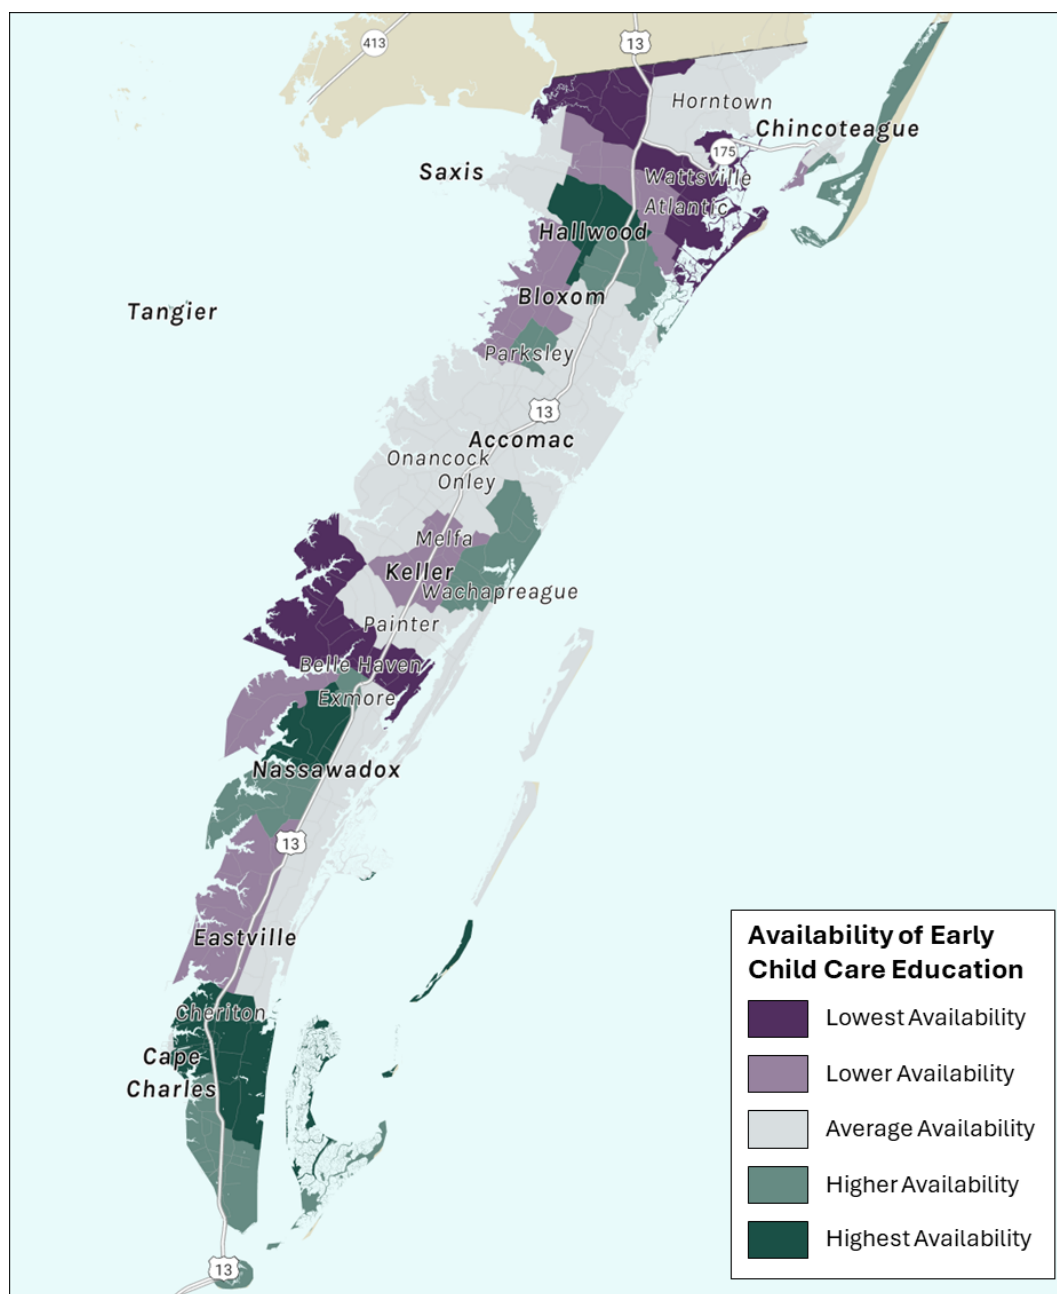 413
13
Horntown
Chincoteague
175
Saxis
Wattsville
Atlantic
Hallwood
Bloxom
Tangier
Parksley
13
Accomac
Onancock
Onley
Melfa
Keller
Wachapreague
Painter
Belle Haven
Exmore
Nassawadox
13
Eastville
Cheriton
Cape
Charles
13
Availability of Early
Child Care Education
Lowest Availability
Lower Availability
Average Availability
Higher Availability
Highest Availability